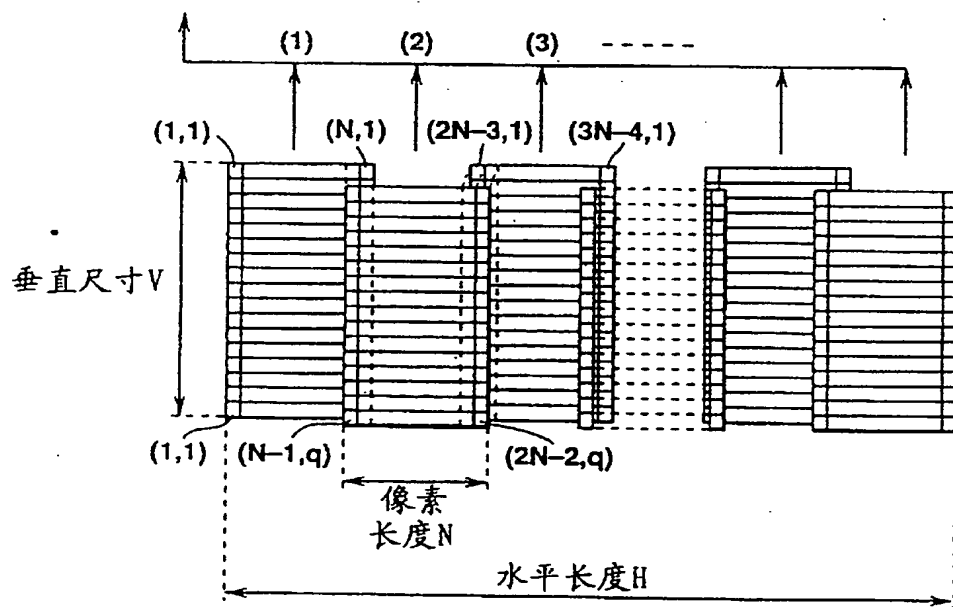 (1) (2) (3)
(1,1) (N,1) (2N-3,1) (3N-4,1)
垂直尺寸V
(1,1) (N-1,q) (2N-2,q)
像素
长度N
水平长度H